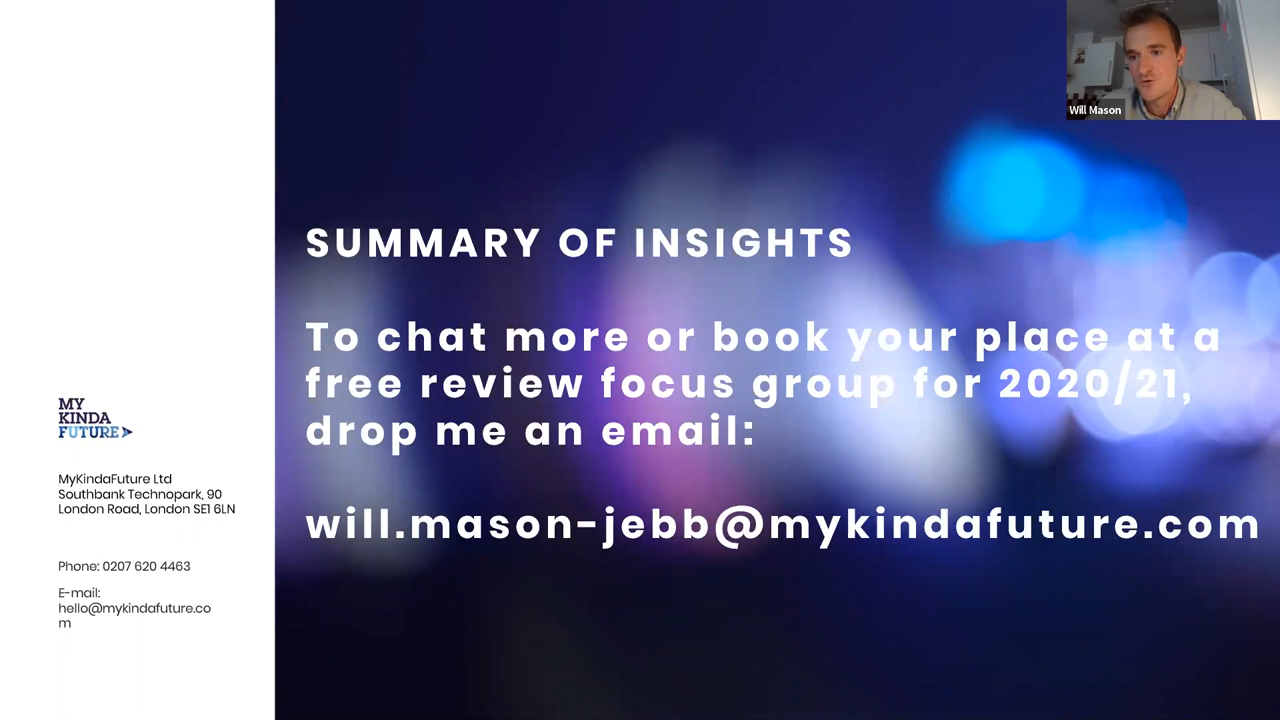 Will Mason
SUMMARY OF INSIGHTS
To chat more or book your place at a
free review focus group for 2020/21,
drop me an email:
will.mason-jebb@mykindafuture.com
MY
KINDA
FUTURE
MyKindaFuture Ltd
Southbank Technopark, 90
London Road, London SE1 6LN
Phone: 0207 620 4463
E-mail:
hello@mykindafuture.co
m